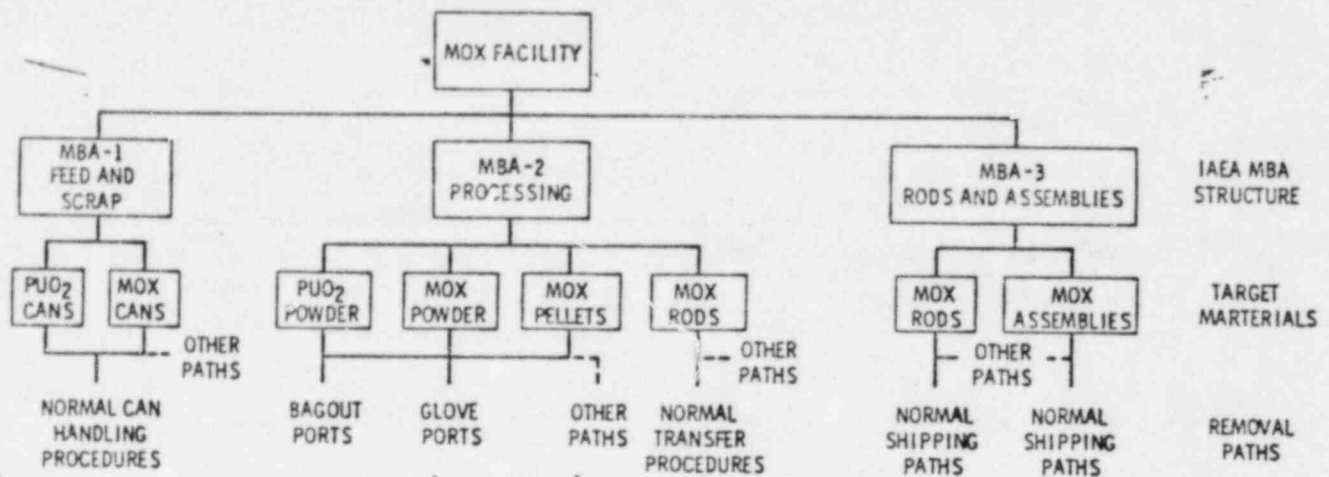 MOX FACILITY
MBA-1
FEED AND
SCRAP
MBA-2
PROCESSING
MBA-3
RODS AND ASSEMBLIES
IAEA MBA
STRUCTURE
PUO2
CANS
MOX
CANS
PUO2
POWDER
MOX
POWDER
MOX
PELLETS
MOX
RODS
MOX
RODS
MOX
ASSEMBLIES
TARGET
MARTERIALS
OTHER
PATHS
OTHER
PATHS
OTHER
PATHS
NORMAL CAN
HANDLING
PROCEDURES
BAGOUT
PORTS
GLOVE
PORTS
OTHER
PATHS
NORMAL
TRANSFER
PROCEDURES
NORMAL
SHIPPING
PATHS
NORMAL
SHIPPING
PATHS
REMOVAL
PATHS